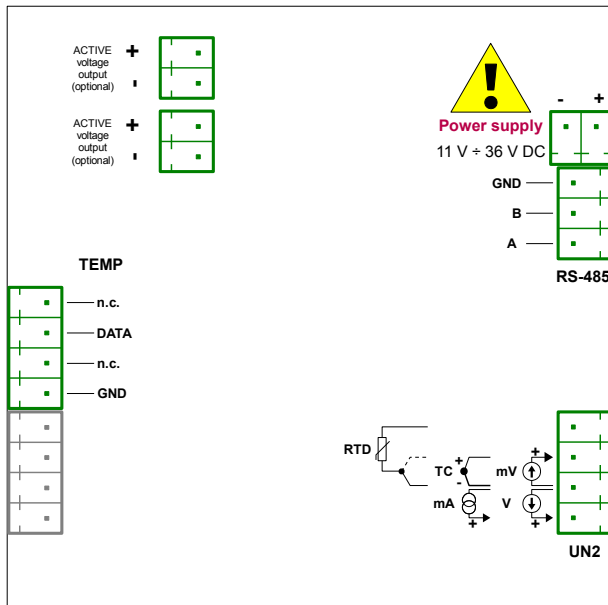 ACTIVE
voltage
output
(optional)
+
-
ACTIVE
voltage
output
(optional)
+
-
!
Power supply
11 V ÷ 36 V DC
- +
GND
B
A
RS-485
TEMP
n.c.
DATA
n.c.
GND
RTD
TC
+
-
mA
+
mV
+
V
+
UN2